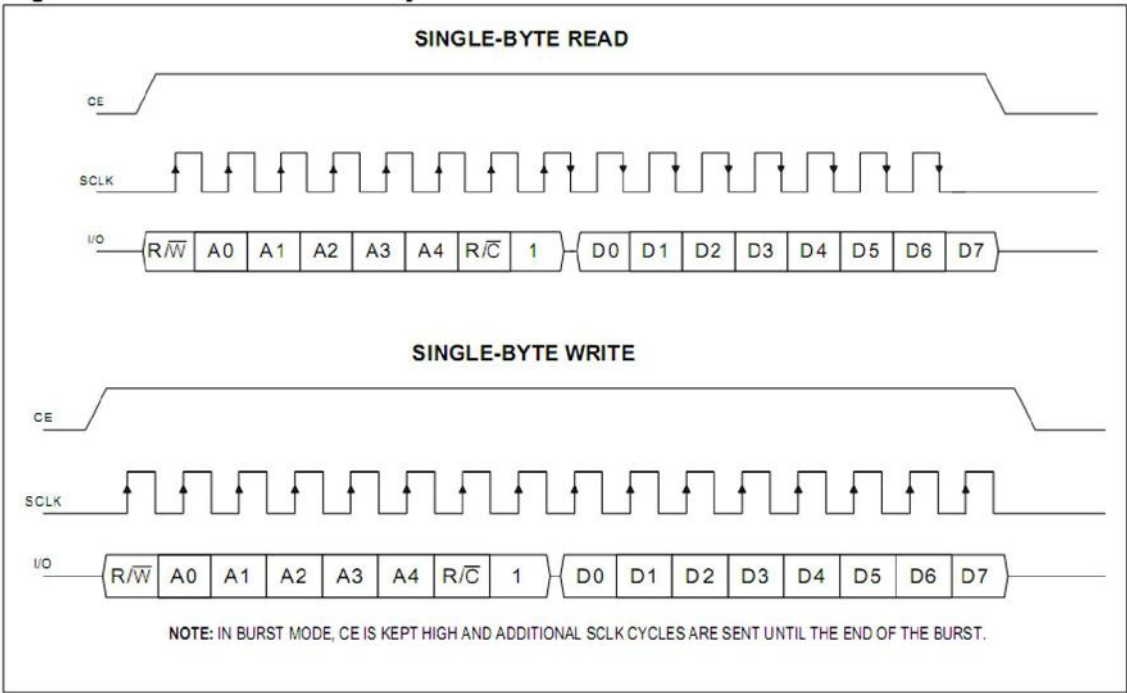 SINGLE-BYTE READ
CE
SCLK
I/O R/W̅ A0 A1 A2 A3 A4 R/C̅ 1 D0 D1 D2 D3 D4 D5 D6 D7
SINGLE-BYTE WRITE
CE
SCLK
I/O R/W̅ A0 A1 A2 A3 A4 R/C̅ 1 D0 D1 D2 D3 D4 D5 D6 D7
NOTE: IN BURST MODE, CE IS KEPT HIGH AND ADDITIONAL SCLK CYCLES ARE SENT UNTIL THE END OF THE BURST.